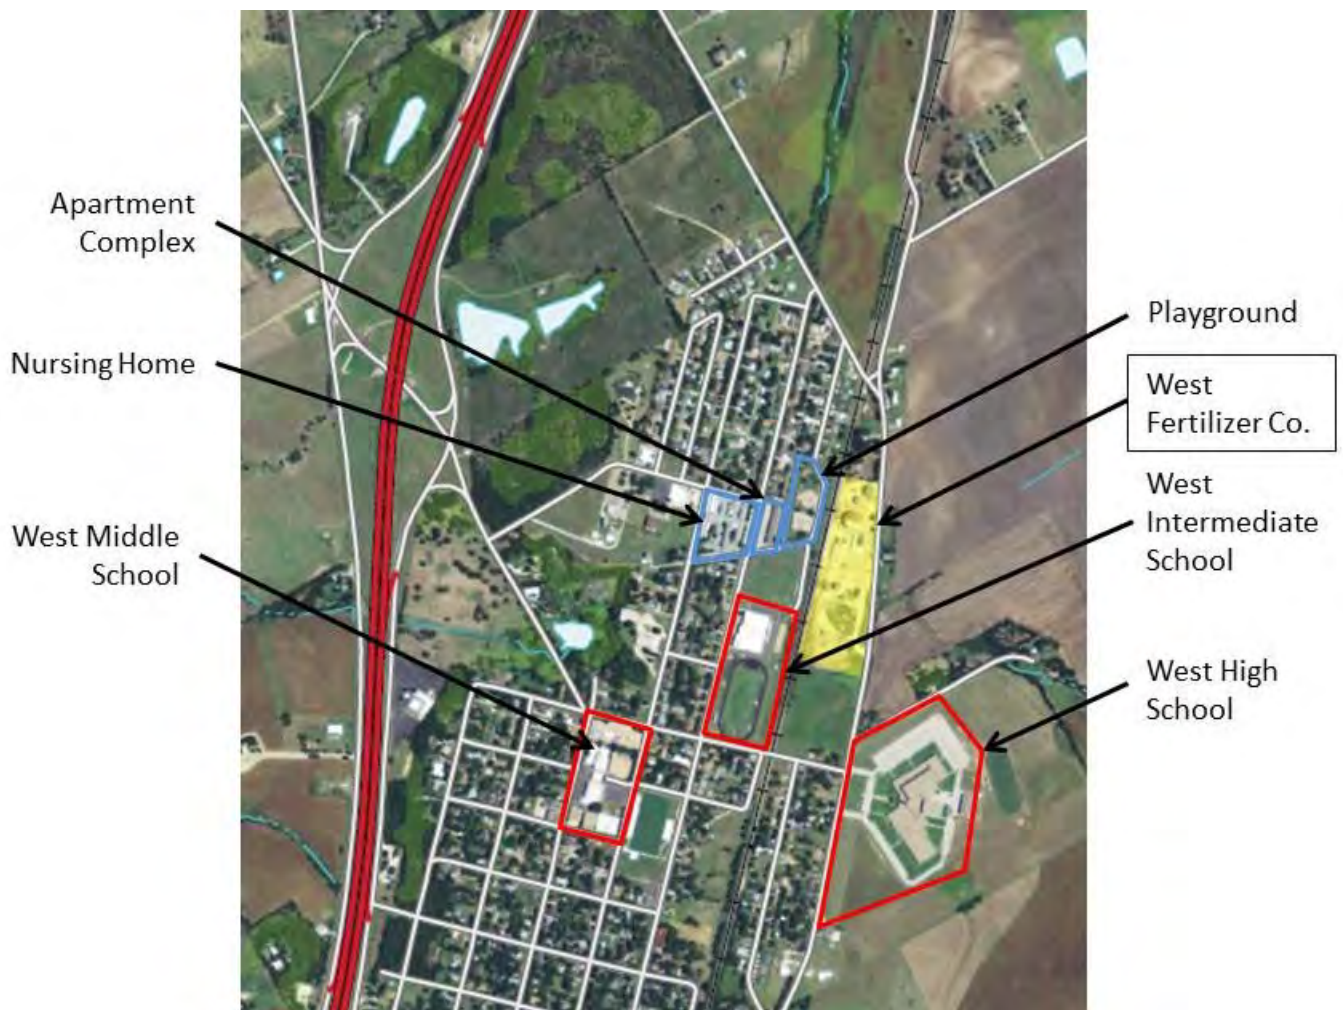 Apartment
Complex
Nursing Home
West Middle
School
Playground
West
Fertilizer Co.
West
Intermediate
School
West High
School